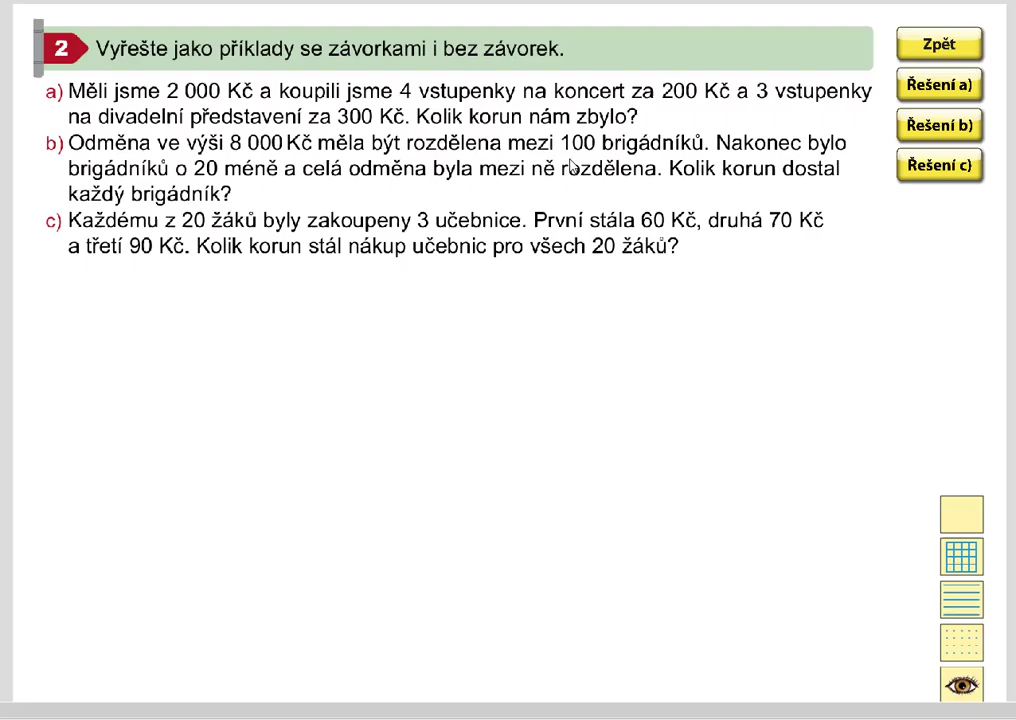 2 Vyřešte jako příklady se závorkami i bez závorek.
a) Měli jsme 2 000 Kč a koupili jsme 4 vstupenky na koncert za 200 Kč a 3 vstupenky
na divadelní představení za 300 Kč. Kolik korun nám zbylo?
b) Odměna ve výši 8 000 Kč měla být rozdělena mezi 100 brigádníků. Nakonec bylo
brigádníků o 20 méně a celá odměna byla mezi ně rozdělena. Kolik korun dostal
každý brigádník?
c) Každému z 20 žáků byly zakoupeny 3 učebnice. První stála 60 Kč, druhá 70 Kč
a třetí 90 Kč. Kolik korun stál nákup učebnic pro všech 20 žáků?
Zpět
Řešení a)
Řešení b)
Řešení c)